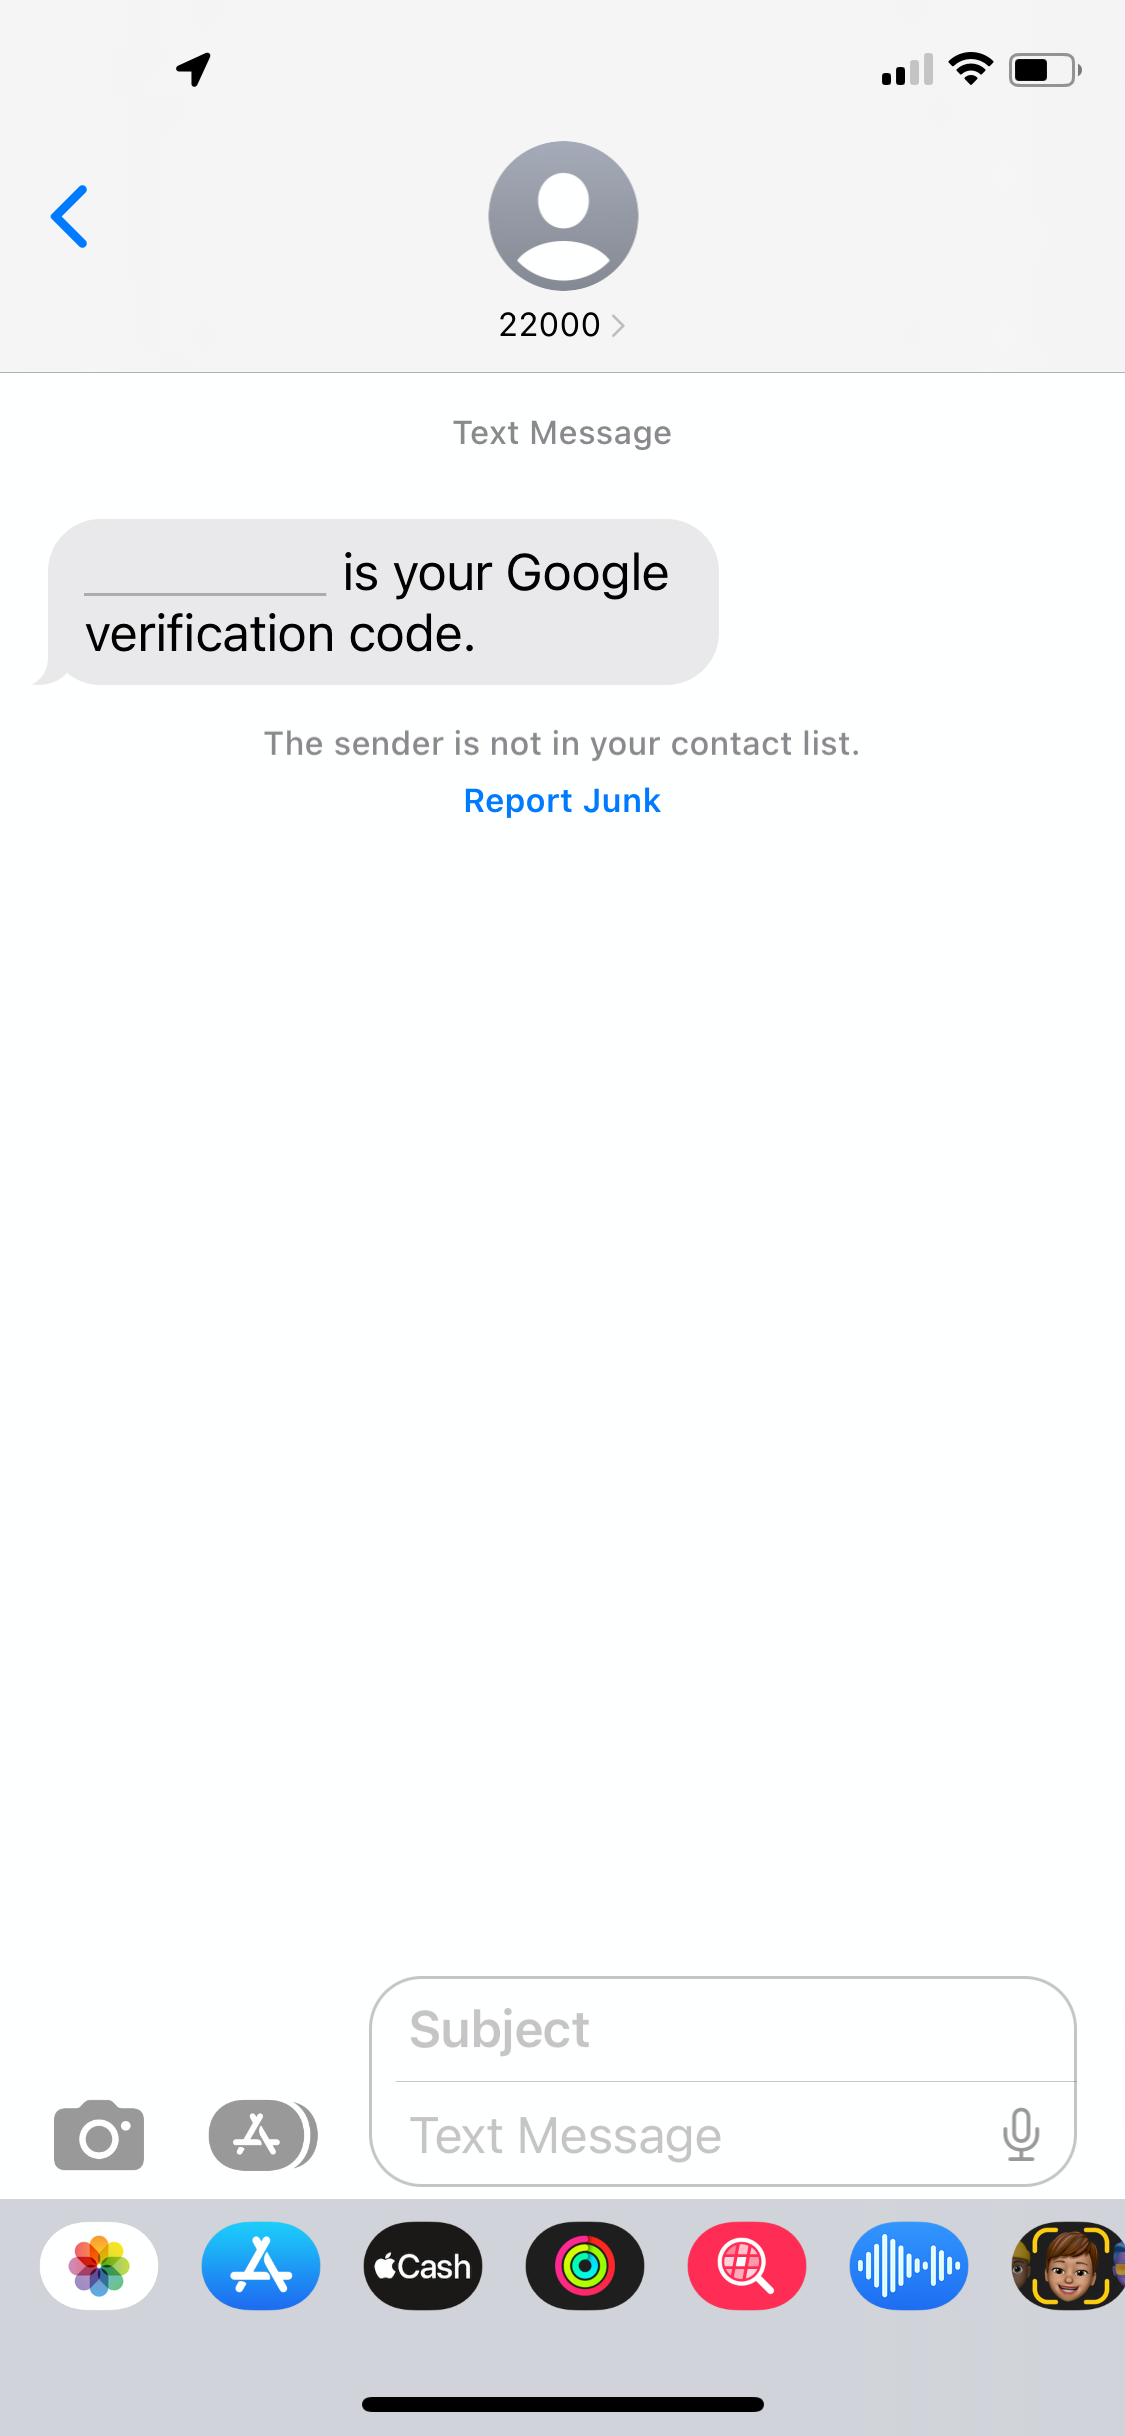 22000
Text Message
is your Google
verification code.
The sender is not in your contact list.
Report Junk
Subject
Text Message
Cash